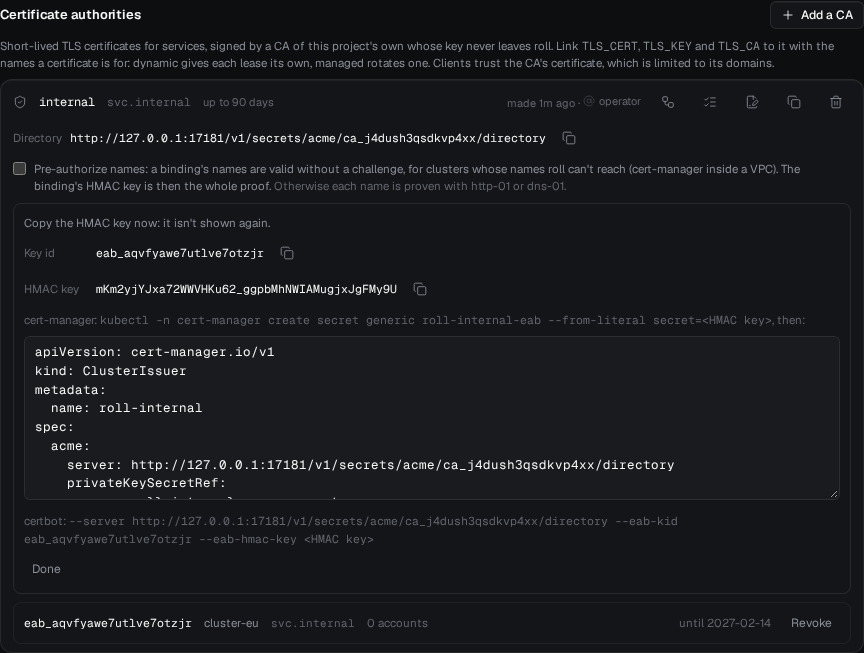 Certificate authorities
+ Add a CA
Short-lived TLS certificates for services, signed by a CA of this project's own whose key never leaves roll. Link TLS_CERT, TLS_KEY and TLS_CA to it with the
names a certificate is for: dynamic gives each lease its own, managed rotates one. Clients trust the CA's certificate, which is limited to its domains.
internal svc.internal up to 90 days made 1m ago · @ operator
Directory http://127.0.0.1:17181/v1/secrets/acme/ca_j4dush3qsdkvp4xx/directory
Pre-authorize names: a binding's names are valid without a challenge, for clusters whose names roll can't reach (cert-manager inside a VPC). The
binding's HMAC key is then the whole proof. Otherwise each name is proven with http-01 or dns-01.
Copy the HMAC key now: it isn't shown again.
Key id eab_aqvfyawe7utlve7otzjr
HMAC key mKm2yjYJxa72WWVHKu62_ggpbMhNWIAMugjxJgFMy9U
cert-manager: kubectl -n cert-manager create secret generic roll-internal-eab --from-literal secret=<HMAC key>, then:
apiVersion: cert-manager.io/v1
kind: ClusterIssuer
metadata:
  name: roll-internal
spec:
  acme:
    server: http://127.0.0.1:17181/v1/secrets/acme/ca_j4dush3qsdkvp4xx/directory
    privateKeySecretRef:
certbot: --server http://127.0.0.1:17181/v1/secrets/acme/ca_j4dush3qsdkvp4xx/directory --eab-kid
eab_aqvfyawe7utlve7otzjr --eab-hmac-key <HMAC key>
Done
eab_aqvfyawe7utlve7otzjr cluster-eu svc.internal 0 accounts until 2027-02-14 Revoke